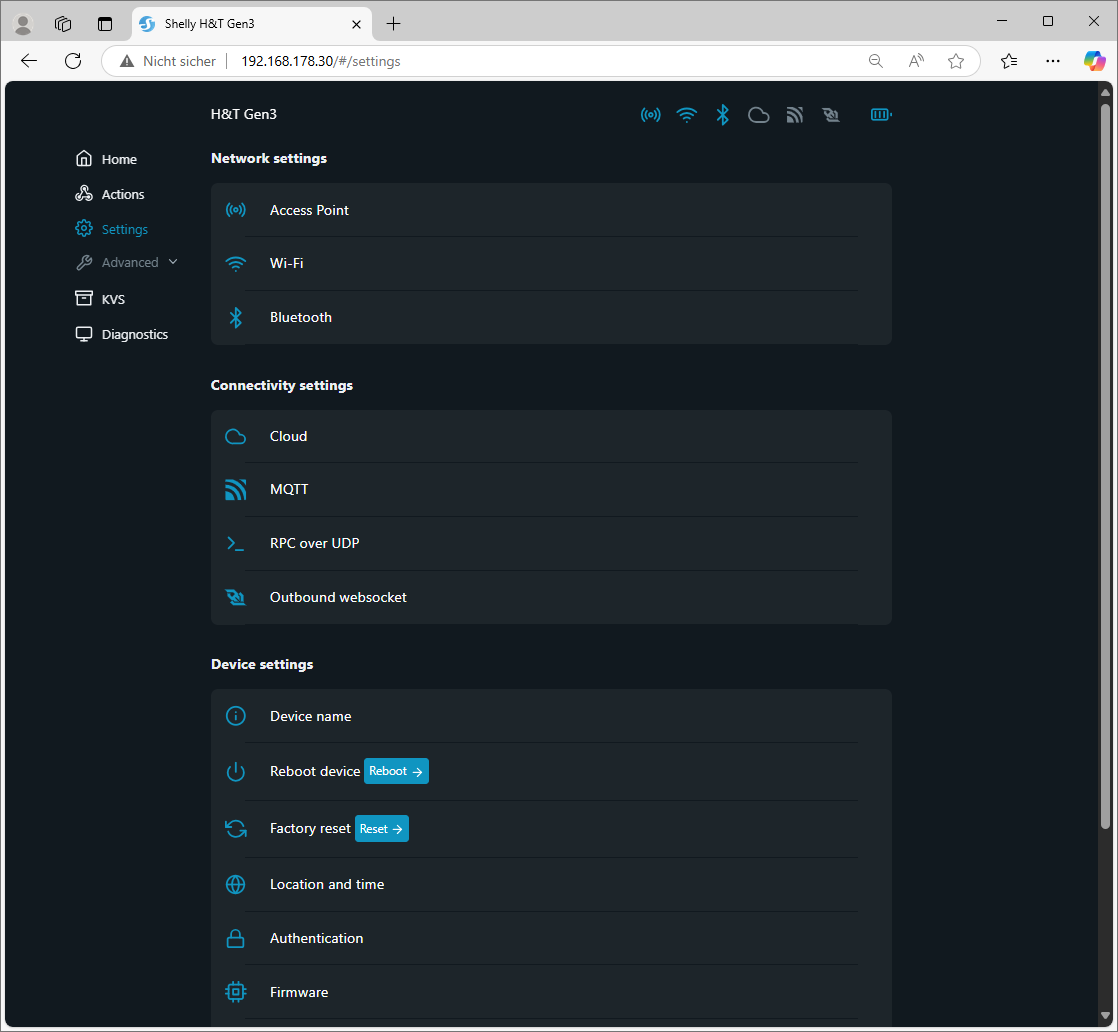 Shelly H&T Gen3
Nicht sicher
192.168.178.30/#/settings
H&T Gen3
Home
Actions
Settings
Advanced
KVS
Diagnostics
Network settings
Access Point
Wi-Fi
Bluetooth
Connectivity settings
Cloud
MQTT
RPC over UDP
Outbound websocket
Device settings
Device name
Reboot device Reboot →
Factory reset Reset →
Location and time
Authentication
Firmware